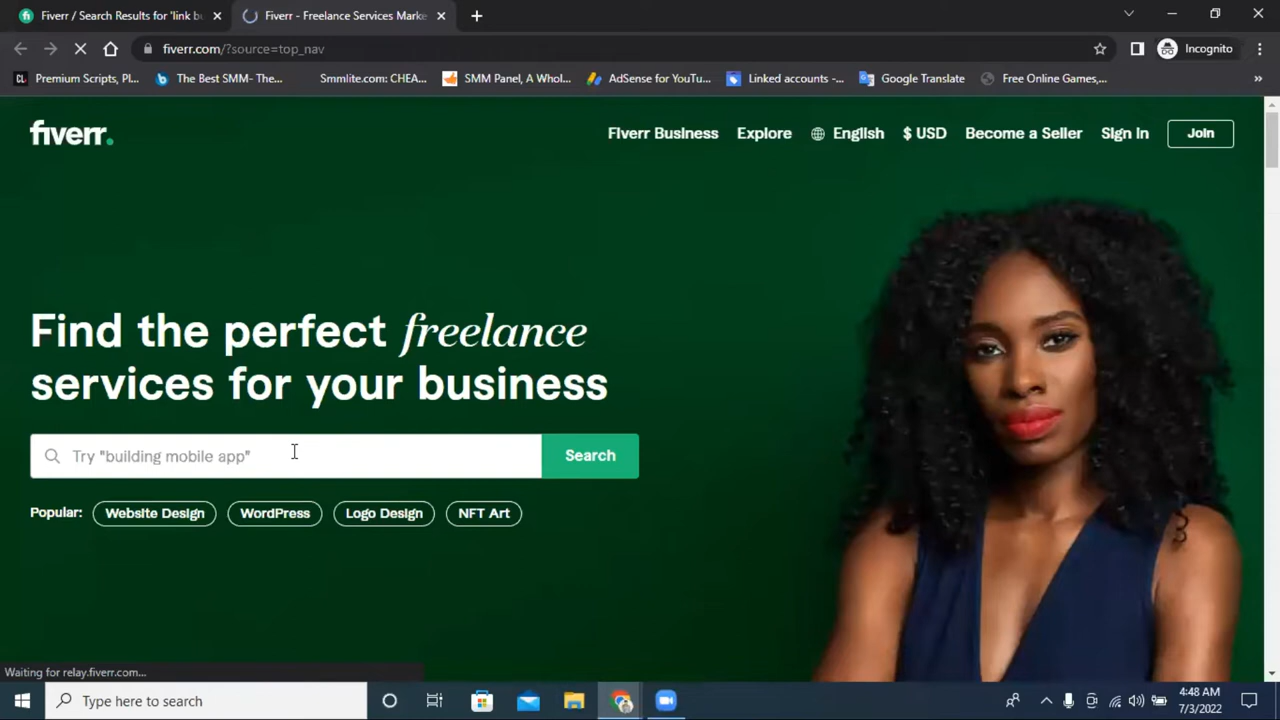 Fiverr / Search Results for 'link bu
Fiverr - Freelance Services Marke
fiverr.com/?source=top_nav
Incognito
Premium Scripts, Pl...
The Best SMM- The...
Smmlite.com: CHEA...
SMM Panel, A Whol...
AdSense for YouTu...
Linked accounts -...
Google Translate
Free Online Games,...
fiverr.
Fiverr Business
Explore
English
$ USD
Become a Seller
Sign In
Join
Find the perfect freelance
services for your business
Try "building mobile app"
Search
Popular:
Website Design
WordPress
Logo Design
NFT Art
Waiting for relay.fiverr.com...
Type here to search
4:48 AM
7/3/2022